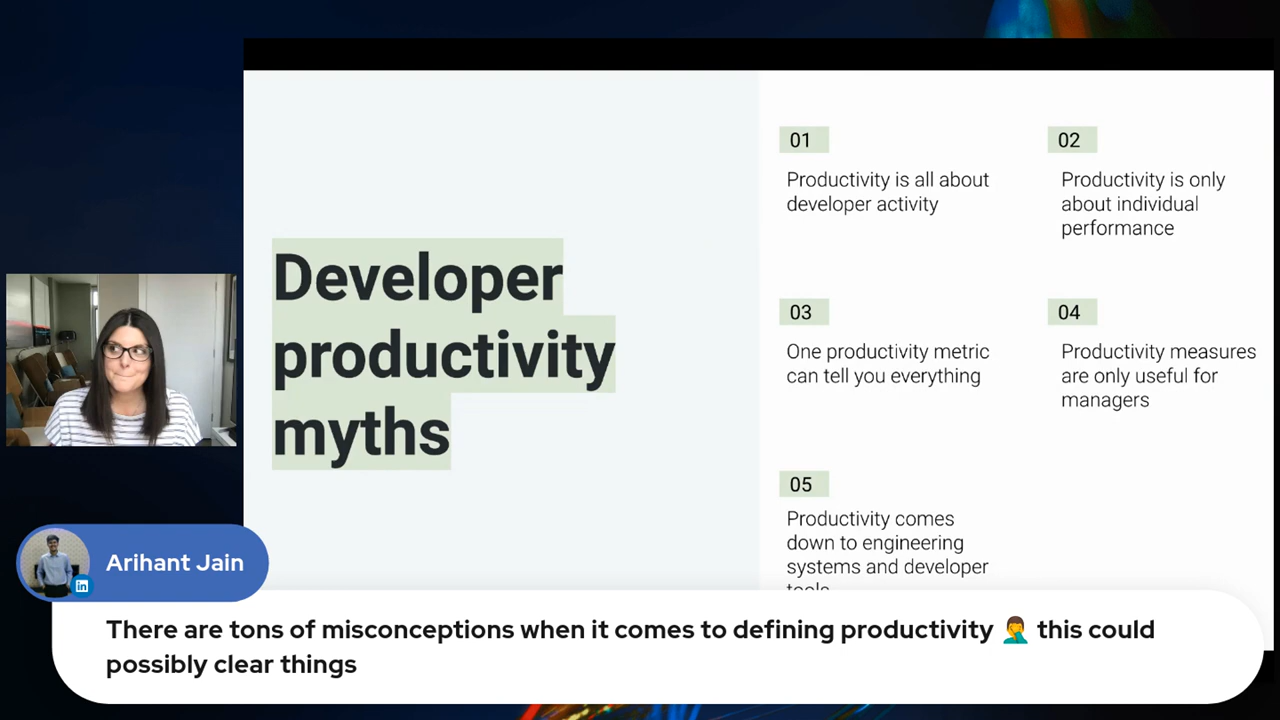 Developer
productivity
myths
01
Productivity is all about
developer activity
02
Productivity is only
about individual
performance
03
One productivity metric
can tell you everything
04
Productivity measures
are only useful for
managers
05
Productivity comes
down to engineering
systems and developer
tools
Arihant Jain
in
There are tons of misconceptions when it comes to defining productivity 🤦‍♂️ this could
possibly clear things